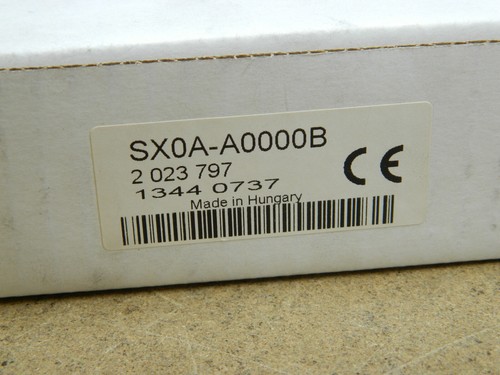 SX0A-A0000B
2 023 797
1344 0737
Made in Hungary
CE